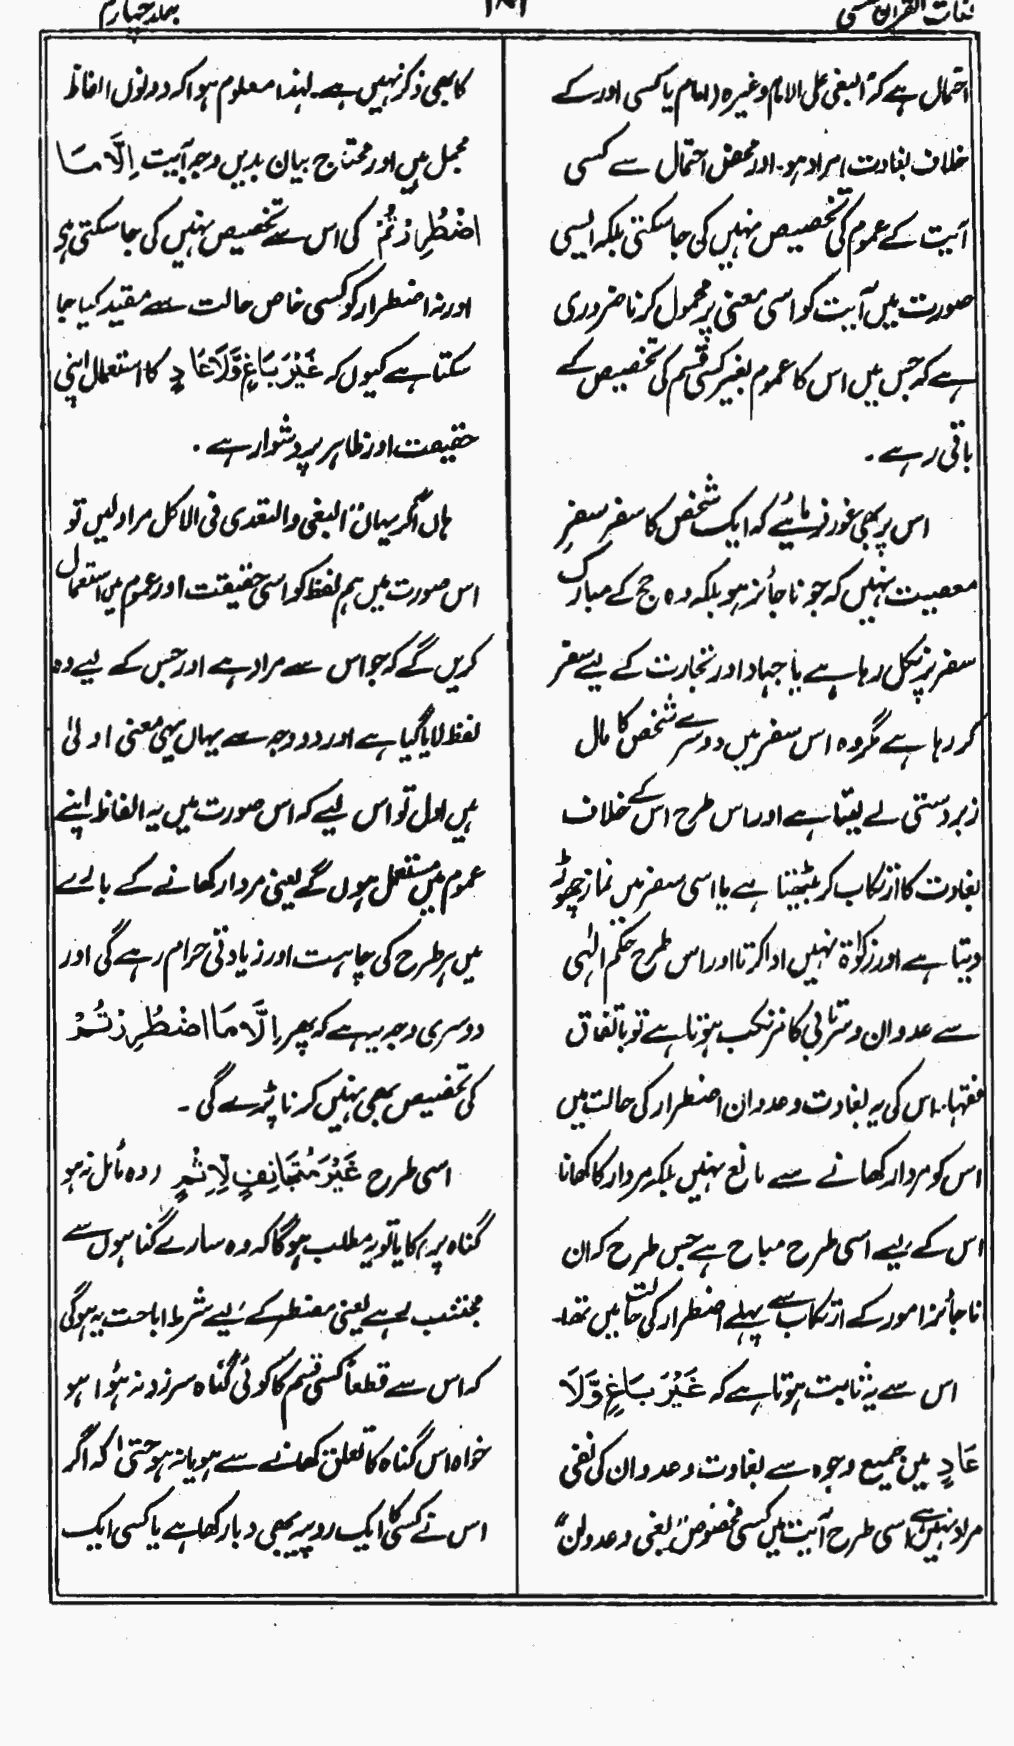 لغات القرآن
جلد چہارم
احتمال ہے کہ البغی علی الامام وغیرہ (امام یا کسی اور کے
خلاف بغاوت) مراد ہو۔ اور محض احتمال سے کسی
آیت کے عموم کی تخصیص نہیں کی جاسکتی بلکہ ایسی
صورت میں آیت کو اسی معنی پر محمول کرنا ضروری
ہے کہ جس میں اس کا عموم بغیر کسی قسم کی تخصیص کے
باقی رہے۔
اس پر بھی غور فرمائیے کہ ایک شخص کا سفر سفرِ
معصیت نہیں کہ جو ناجائز ہو بلکہ وہ حج کے مبارک
سفر پر نکل رہا ہے یا جہاد اور تجارت کے لیے سفر
کر رہا ہے مگر وہ اس سفر میں دوسرے شخص کا مال
زبردستی لے لیتا ہے اور اس طرح اس کے خلاف
بغاوت کا ارتکاب کر بیٹھتا ہے یا اسی سفر میں نماز چھوڑ
دیتا ہے اور زکوٰۃ نہیں ادا کرتا اور اس طرح حکم الٰہی
سے عدوان و سرتابی کا مرتکب ہوتا ہے تو باتفاق
فقہاء اس کی یہ بغاوت و عدوان اضطرار کی حالت میں
اس کو مردار کھانے سے مانع نہیں بلکہ مردار کا کھانا
اس کے لیے اسی طرح مباح ہے جس طرح کہ ان
ناجائز امور کے ارتکاب سے پہلے اضطرار کی حالت میں تھا۔
اس سے یہ ثابت ہوتا ہے کہ غَیْرَ بَاغٍ وَّلَا
عَادٍ میں جمیع وجوہ سے بغاوت و عدوان کی نفی
مراد نہیں ہے اسی طرح آیت میں کسی مخصوص "بغی و عدوان"
کا بھی ذکر نہیں ہے۔ لہٰذا معلوم ہوا کہ دونوں الفاظ
مجمل ہیں اور محتاج بیان بدیں وجہ آیت اِلَّا مَا
اضْطُرِرْتُمْ کی اس سے تخصیص نہیں کی جاسکتی ہے
اور نہ اضطرار کو کسی خاص حالت سے مقید کیا جا
سکتا ہے کیوں کہ غَیْرَ بَاغٍ وَّلَا عَادٍ کا استعمال اپنی
حقیقت اور ظاہر پر دشوار ہے۔
ہاں اگر یہاں "البغی والتعدی فی الاکل مراد لیں تو
اس صورت میں ہم لفظ کو اسی حقیقت اور عموم میں استعمال
کریں گے کہ جو اس سے مراد ہے اور جس کے لیے وہ
لفظ لایا گیا ہے اور دو وجہ سے یہاں یہی معنی اولیٰ
ہیں اول تو اس لیے کہ اس صورت میں یہ الفاظ اپنے
عموم میں مستعمل ہوں گے یعنی مردار کھانے کے بارے
میں ہر طرح کی چاہت اور زیادتی حرام رہے گی اور
دوسری وجہ یہ ہے کہ پھر اِلَّا مَا اضْطُرِرْتُمْ
کی تخصیص بھی نہیں کرنا پڑے گی۔
اسی طرح غَیْرَ مُتَجَانِفٍ لِّاِثْمٍ (وہ مائل نہ ہو
گناہ پر) کا یا تو یہ مطلب ہوگا کہ وہ سارے گناہوں سے
مجتنب ہے یعنی مضطر کے لیے شرط اباحت یہ ہوگی
کہ اس سے قطعاً کسی قسم کا کوئی گناہ سرزد نہ ہوا ہو
خواہ اس گناہ کا تعلق کھانے سے ہو یا نہ ہو حتیٰ کہ اگر
اس نے کسی کا ایک روپیہ بھی دبا رکھا ہے یا کسی ایک